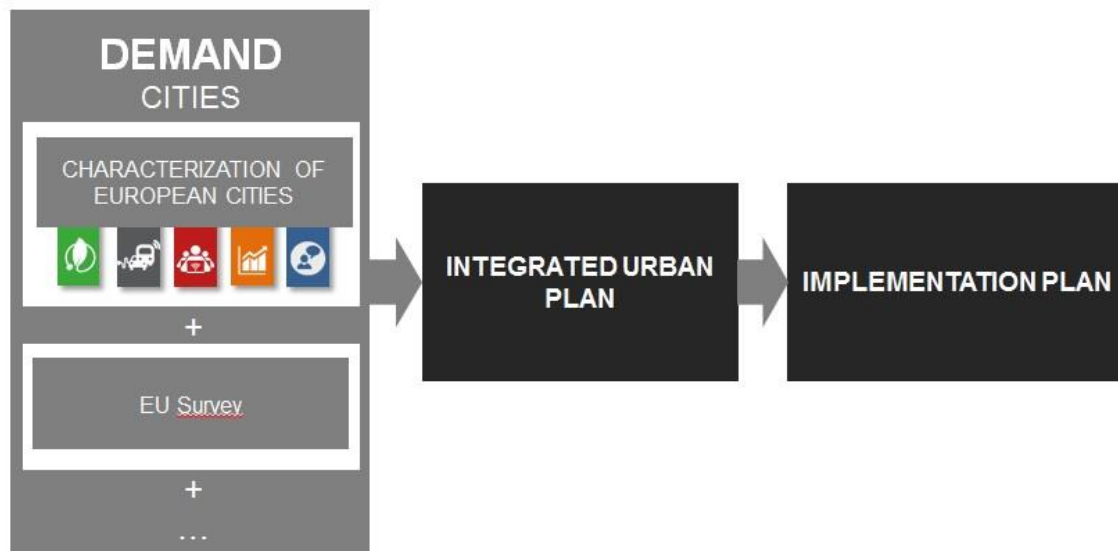 DEMAND
CITIES
CHARACTERIZATION OF
EUROPEAN CITIES
+
EU Survey
+
...
INTEGRATED URBAN
PLAN
IMPLEMENTATION PLAN